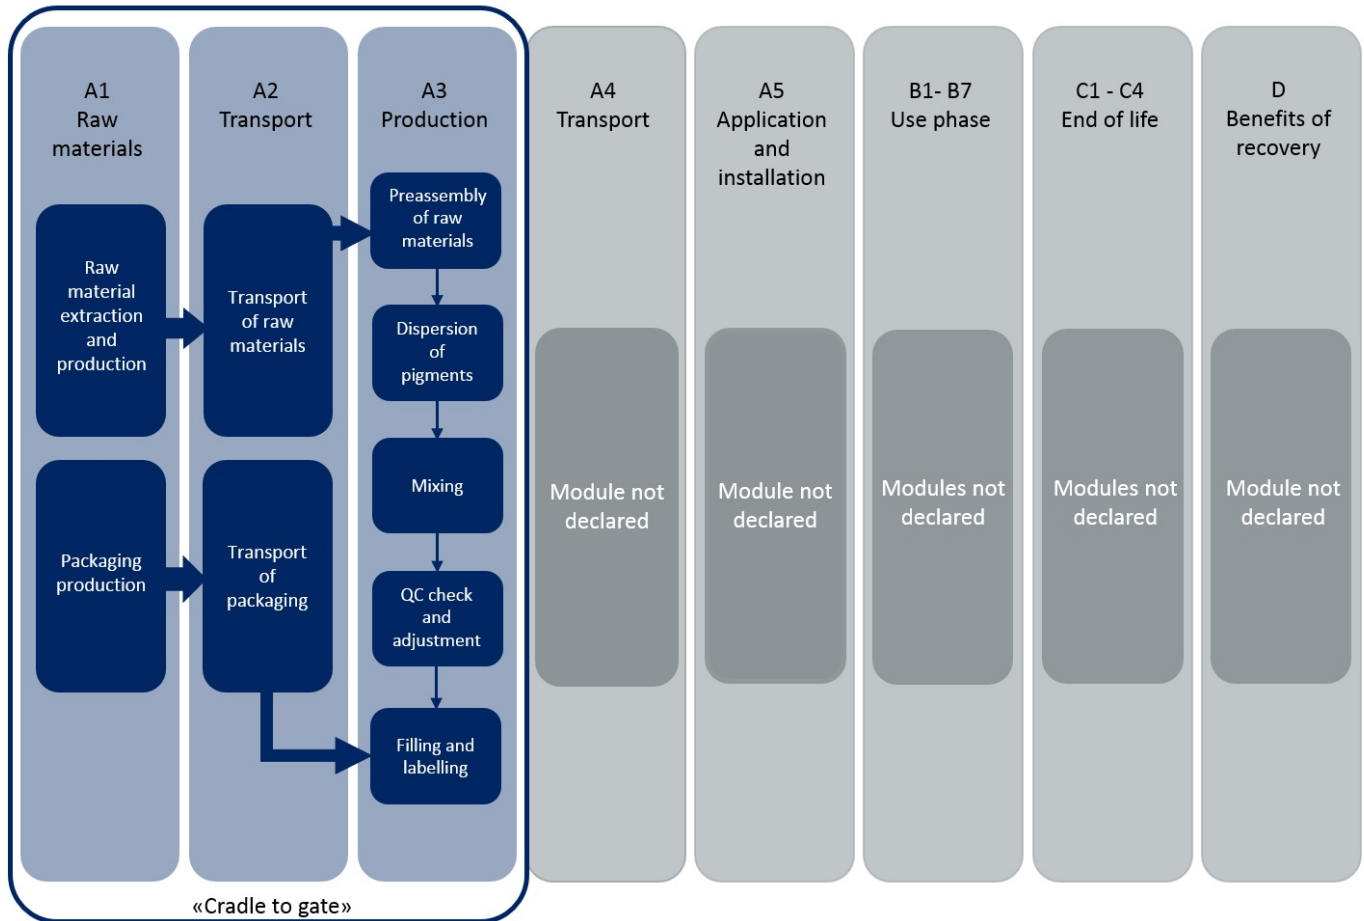 A1
Raw
materials
A2
Transport
A3
Production
A4
Transport
A5
Application
and
installation
B1- B7
Use phase
C1 - C4
End of life
D
Benefits of
recovery
Raw
material
extraction
and
production
Transport
of raw
materials
Preassembly
of raw
materials
Dispersion
of
pigments
Mixing
Packaging
production
Transport
of
packaging
QC check
and
adjustment
Filling and
labelling
Module not
declared
Module not
declared
Modules not
declared
Modules not
declared
Module not
declared
«Cradle to gate»